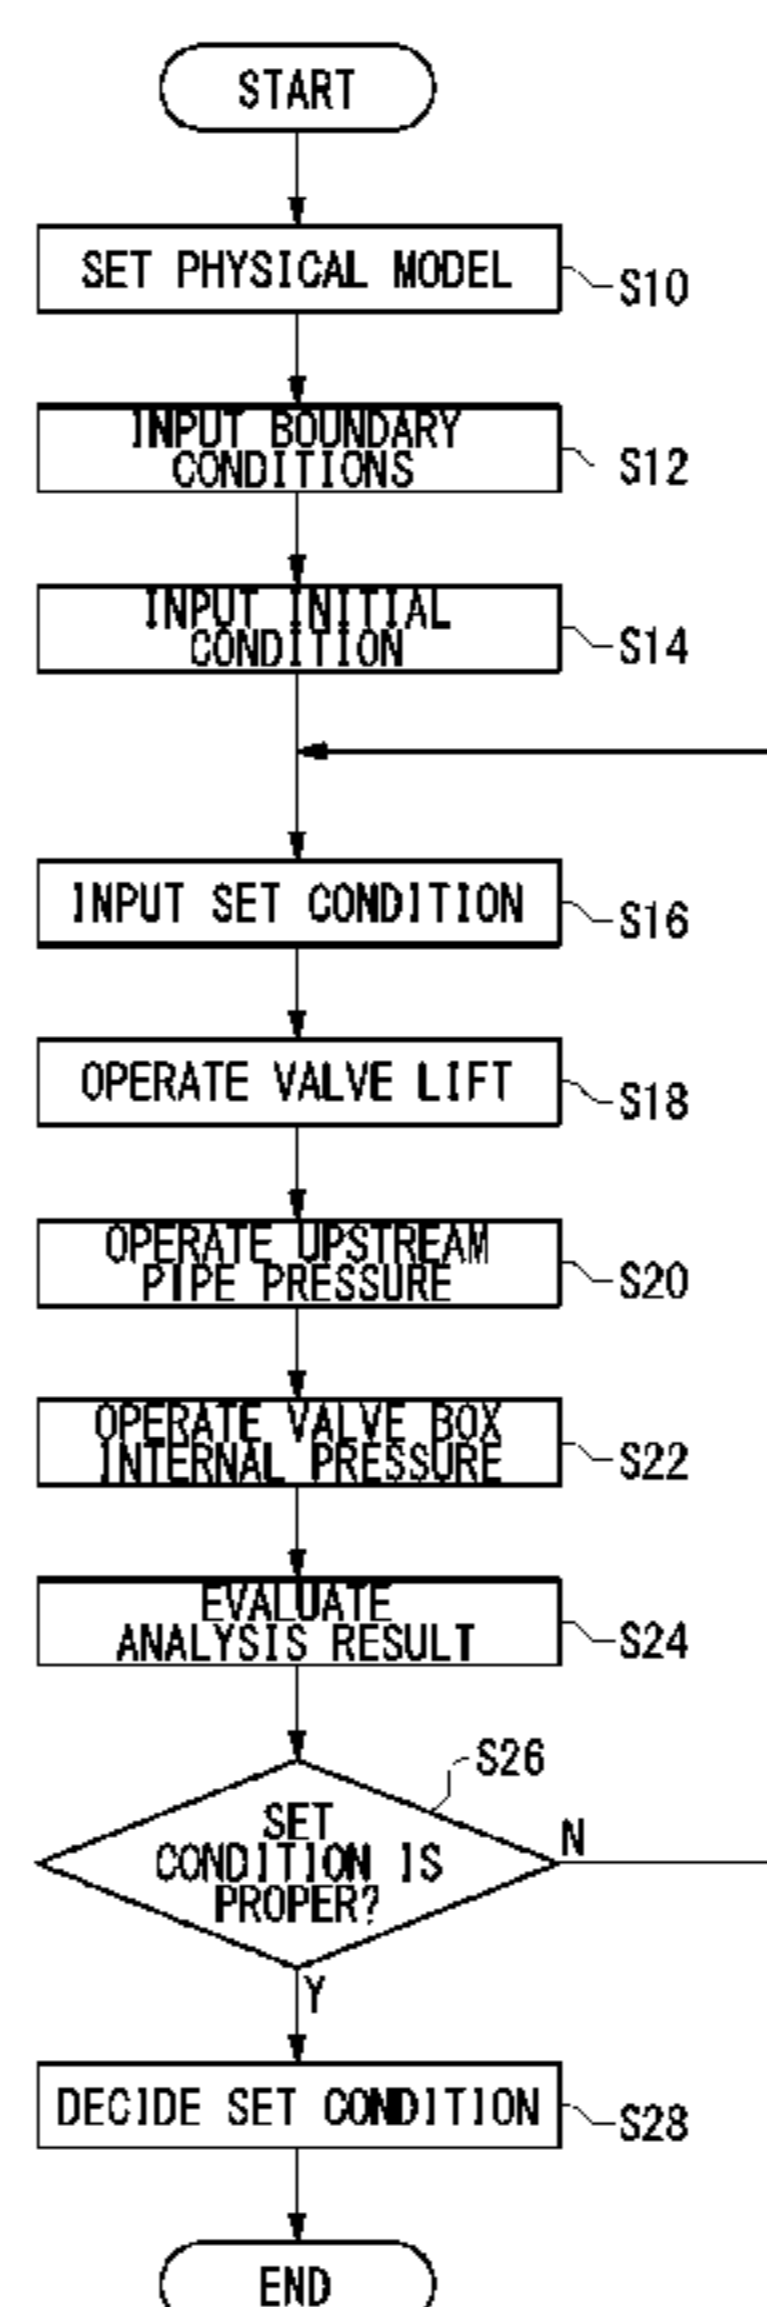 START
SET PHYSICAL MODEL
S10
INPUT BOUNDARY
CONDITIONS
S12
INPUT INITIAL
CONDITION
S14
INPUT SET CONDITION
S16
OPERATE VALVE LIFT
S18
OPERATE UPSTREAM
PIPE PRESSURE
S20
OPERATE VALVE BOX
INTERNAL PRESSURE
S22
EVALUATE
ANALYSIS RESULT
S24
S26
SET
CONDITION IS
PROPER?
N
Y
DECIDE SET CONDITION
S28
END